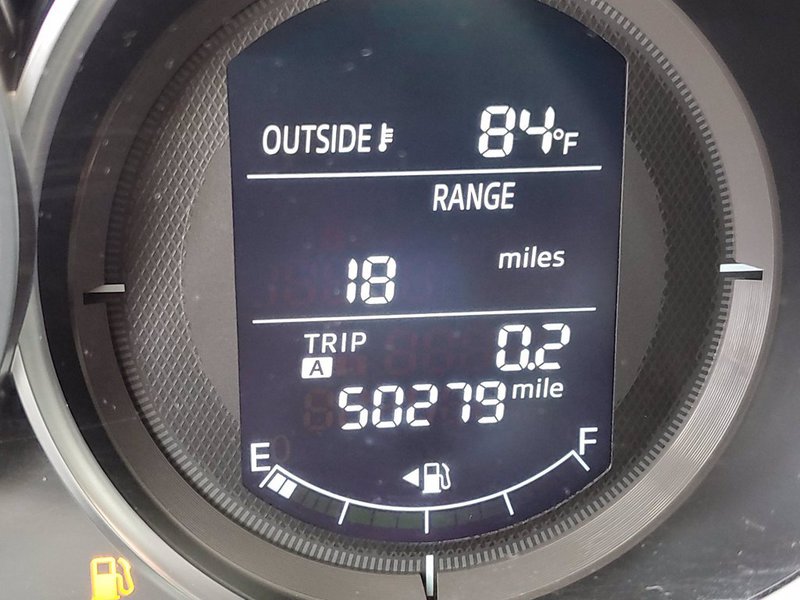 OUTSIDE 84°F
RANGE
18 miles
TRIP A 0.2
50279 mile
E F